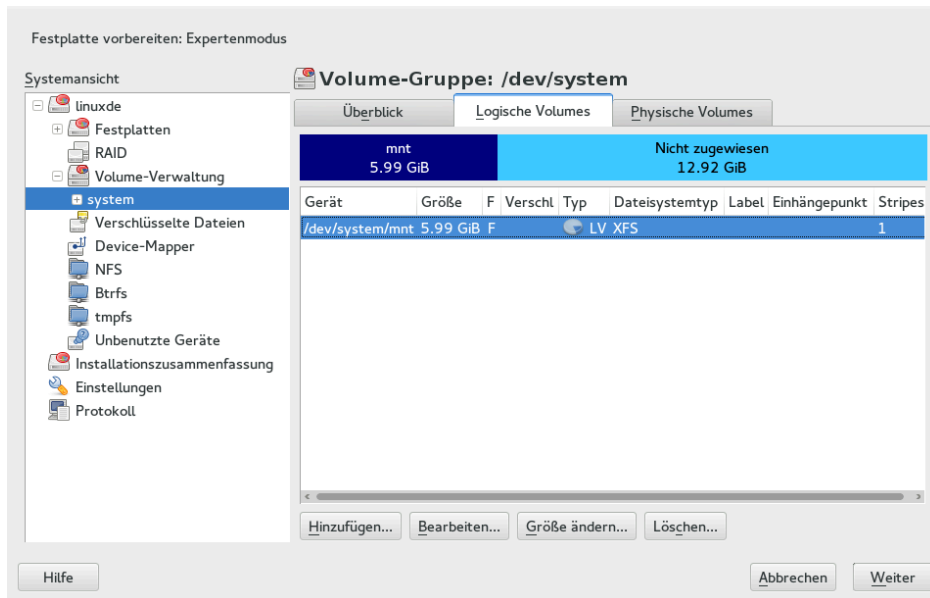 Festplatte vorbereiten: Expertenmodus
Systemansicht
linuxde
Festplatten
RAID
Volume-Verwaltung
system
Verschlüsselte Dateien
Device-Mapper
NFS
Btrfs
tmpfs
Unbenutzte Geräte
Installationszusammenfassung
Einstellungen
Protokoll
Volume-Gruppe: /dev/system
Überblick Logische Volumes Physische Volumes
mnt Nicht zugewiesen
5.99 GiB 12.92 GiB
Gerät Größe F Verschl Typ Dateisystemtyp Label Einhängepunkt Stripes
/dev/system/mnt 5.99 GiB F LV XFS 1
Hinzufügen... Bearbeiten... Größe ändern... Löschen...
Hilfe Abbrechen Weiter